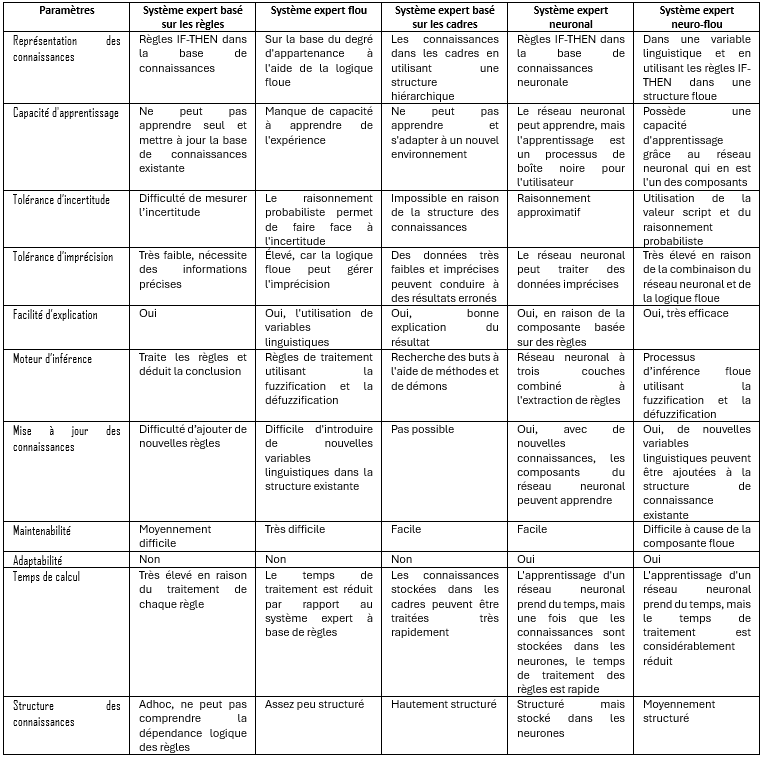 Paramètres
Système expert basé
sur les règles
Système expert flou
Système expert basé
sur les cadres
Système expert
neuronal
Système expert
neuro-flou
Représentation des
connaissances
Règles IF-THEN dans
la base de
connaissances
Sur la base du degré
d'appartenance à
l'aide de la logique
floue
Les connaissances
dans les cadres en
utilisant une
structure
hiérarchique
Règles IF-THEN dans
la base de
connaissances
neuronale
Dans une variable
linguistique et en
utilisant les règles IF-
THEN dans une
structure floue
Capacité d'apprentissage
Ne peut pas
apprendre seul et
mettre à jour la base
de connaissances
existante
Manque de capacité
à apprendre de
l'expérience
Ne peut pas
apprendre et
s'adapter à un nouvel
environnement
Le réseau neuronal
peut apprendre, mais
l'apprentissage est
un processus de
boîte noire pour
l'utilisateur
Possède une
capacité
d'apprentissage
grâce au réseau
neuronal qui en est
l'un des composants
Tolérance d'incertitude
Difficulté de mesurer
l'incertitude
Le raisonnement
probabiliste permet
de faire face à
l'incertitude
Impossible en raison
de la structure des
connaissances
Raisonnement
approximatif
Utilisation de la
valeur script et du
raisonnement
probabiliste
Tolérance d'imprécision
Très faible, nécessite
des informations
précises
Élevé, car la logique
floue peut gérer
l'imprécision
Des données très
faibles et imprécises
peuvent conduire à
des résultats erronés
Le réseau neuronal
peut traiter des
données imprécises
Très élevé en raison
de la combinaison du
réseau neuronal et de
la logique floue
Facilité d'explication
Oui
Oui, l'utilisation de
variables
linguistiques
Oui, bonne
explication du
résultat
Oui, en raison de la
composante basée
sur des règles
Oui, très efficace
Moteur d'inférence
Traite les règles et
déduit la conclusion
Règles de traitement
utilisant la
fuzzification et la
défuzzification
Recherche des buts à
l'aide de méthodes et
de démons
Réseau neuronal à
trois couches
combiné à
l'extraction de règles
Processus
d'inférence floue
utilisant la
fuzzification et la
défuzzification
Mise à jour des
connaissances
Difficulté d'ajouter de
nouvelles règles
Difficile d'introduire
de nouvelles
variables
linguistiques dans la
structure existante
Pas possible
Oui, avec de
nouvelles
connaissances, les
composants du
réseau neuronal
peuvent apprendre
Oui, de nouvelles
variables
linguistiques peuvent
être ajoutées à la
structure de
connaissance
existante
Maintenabilité
Moyennement
difficile
Très difficile
Facile
Facile
Difficile à cause de la
composante floue
Adaptabilité
Non
Non
Non
Oui
Oui
Temps de calcul
Très élevé en raison
du traitement de
chaque règle
Le temps de
traitement est réduit
par rapport au
système expert à
base de règles
Les connaissances
stockées dans les
cadres peuvent être
traitées très
rapidement
L'apprentissage d'un
réseau neuronal
prend du temps, mais
une fois que les
connaissances sont
stockées dans les
neurones, le temps
de traitement des
règles est rapide
L'apprentissage d'un
réseau neuronal
prend du temps, mais
le temps de
traitement est
considérablement
réduit
Structure des
connaissances
Adhoc, ne peut pas
comprendre la
dépendance logique
des règles
Assez peu structuré
Hautement structuré
Structuré mais
stocké dans les
neurones
Moyennement
structuré